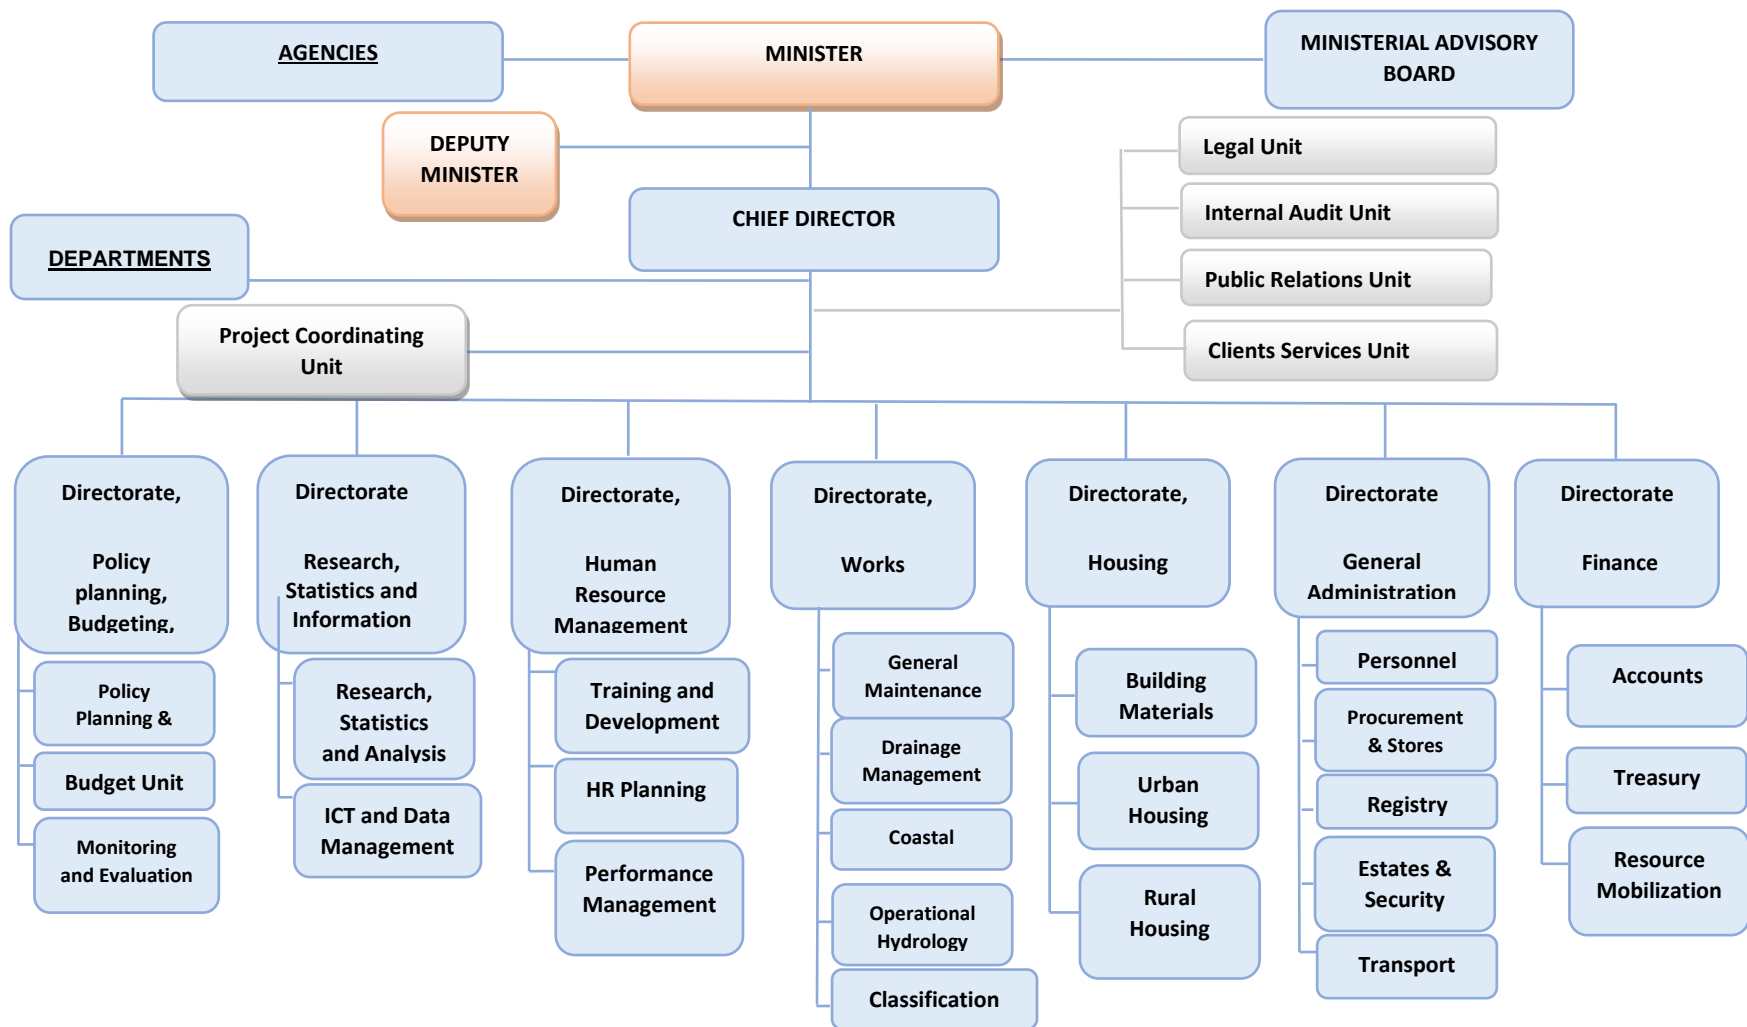 AGENCIES
MINISTER
MINISTERIAL ADVISORY
BOARD
DEPUTY
MINISTER
Legal Unit
Internal Audit Unit
CHIEF DIRECTOR
DEPARTMENTS
Public Relations Unit
Project Coordinating
Unit
Clients Services Unit
Directorate,
Policy
planning,
Budgeting,
Policy
Planning &
Budget Unit
Monitoring
and Evaluation
Directorate
Research,
Statistics and
Information
Research,
Statistics
and Analysis
ICT and Data
Management
Directorate,
Human
Resource
Management
Training and
Development
HR Planning
Performance
Management
Directorate,
Works
General
Maintenance
Drainage
Management
Coastal
Operational
Hydrology
Classification
Directorate,
Housing
Building
Materials
Urban
Housing
Rural
Housing
Directorate
General
Administration
Personnel
Procurement
& Stores
Registry
Estates &
Security
Transport
Directorate
Finance
Accounts
Treasury
Resource
Mobilization